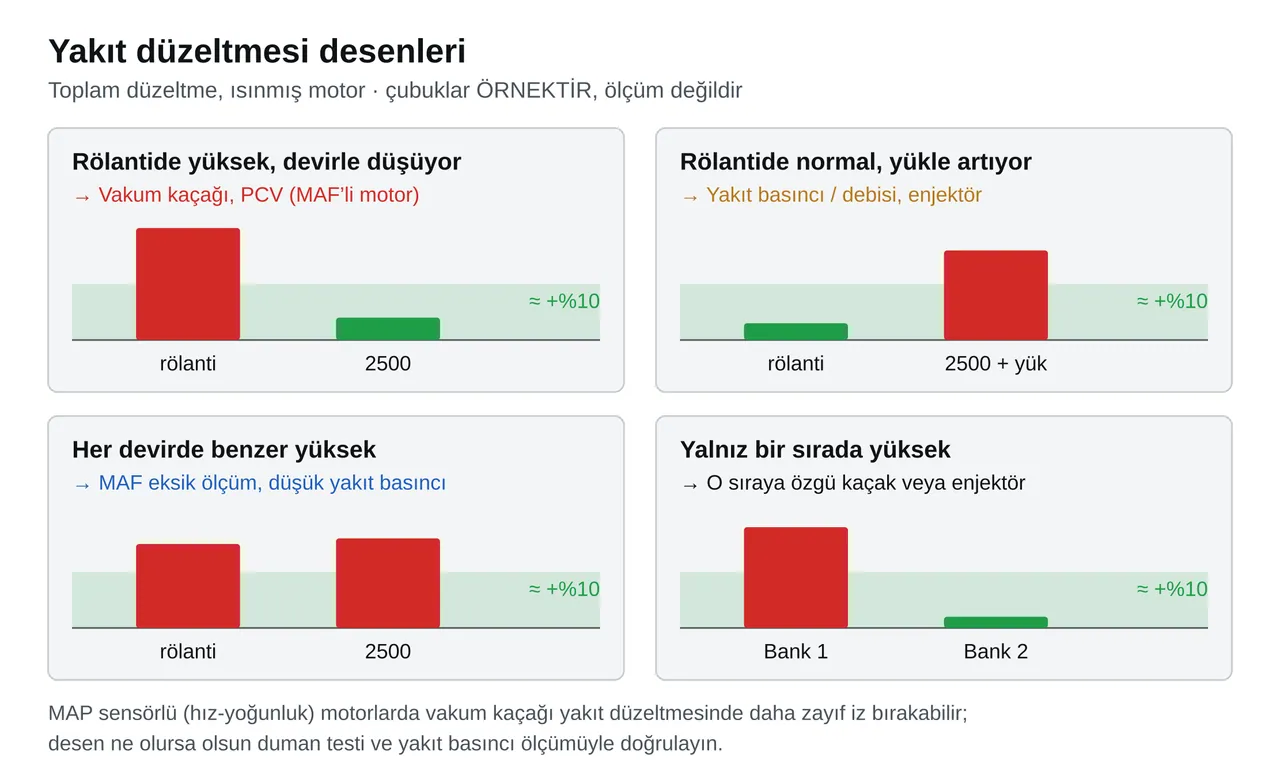 Yakıt düzeltmesi desenleri
Toplam düzeltme, ısınmış motor · çubuklar ÖRNEKTİR, ölçüm değildir
Rölantide yüksek, devirle düşüyor
→ Vakum kaçağı, PCV (MAF’li motor)
≈ +%10
rölanti
2500
Rölantide normal, yükle artıyor
→ Yakıt basıncı / debisi, enjektör
≈ +%10
rölanti
2500 + yük
Her devirde benzer yüksek
→ MAF eksik ölçüm, düşük yakıt basıncı
≈ +%10
rölanti
2500
Yalnız bir sırada yüksek
→ O sıraya özgü kaçak veya enjektör
≈ +%10
Bank 1
Bank 2
MAP sensörlü (hız-yoğunluk) motorlarda vakum kaçağı yakıt düzeltmesinde daha zayıf iz bırakabilir;
desen ne olursa olsun duman testi ve yakıt basıncı ölçümüyle doğrulayın.